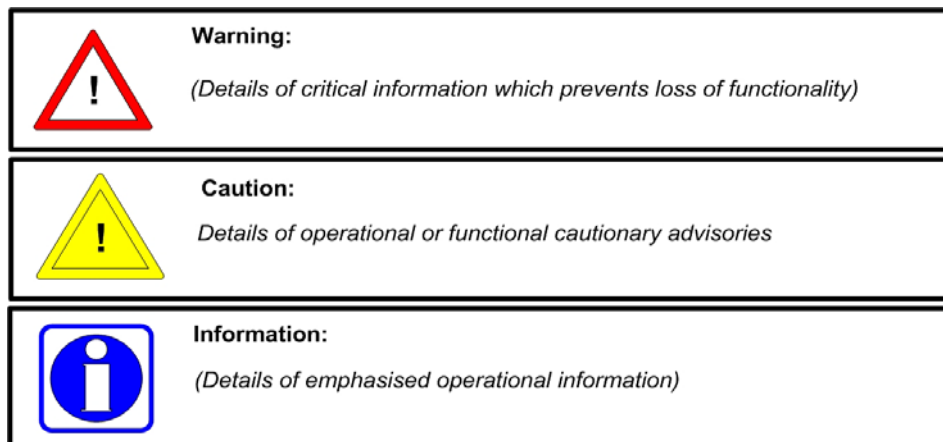 Warning:
!
(Details of critical information which prevents loss of functionality)
Caution:
!
Details of operational or functional cautionary advisories
Information:
i
(Details of emphasised operational information)